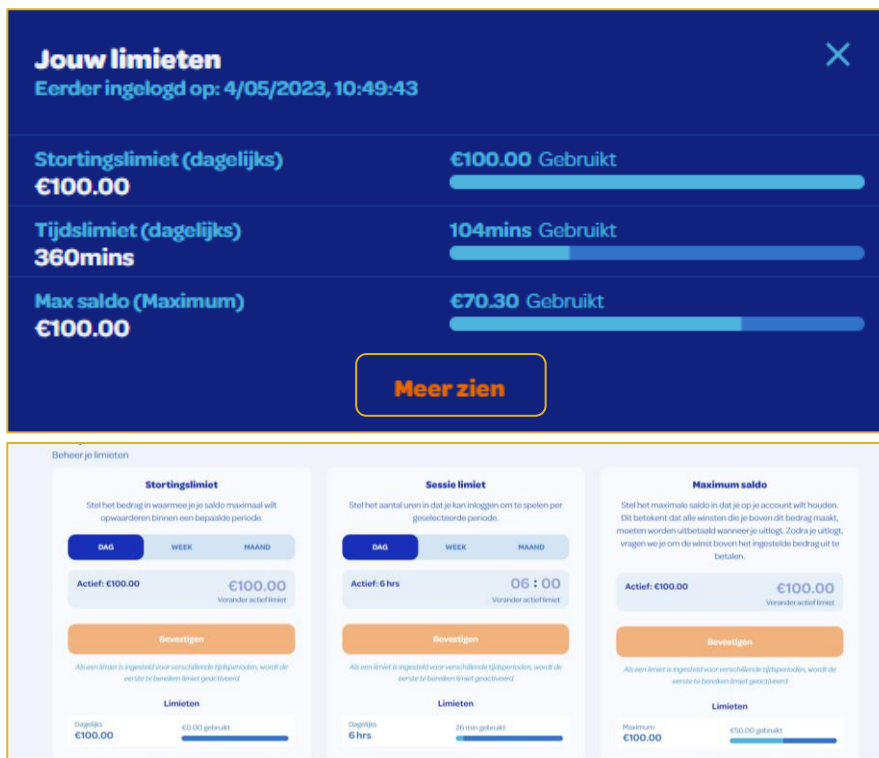 Jouw limieten
Eerder ingelogd op: 4/05/2023, 10:49:43
Stortingslimiet (dagelijks)
€100.00 Gebruikt
€100.00
Tijdslimiet (dagelijks)
104mins Gebruikt
360mins
Max saldo (Maximum)
€70.30 Gebruikt
€100.00
Meer zien
Beheer je limieten
Stortingslimiet
Stel het bedrag in waarmee je je saldo maximaal wilt
opwaarderen binnen een bepaalde periode.
DAG WEEK MAAND
Actief: €100.00
€100.00
Verander actief limiet
Bevestigen
Als een limiet is ingesteld voor verschillende tijdsperioden, wordt de
eerste te bereiken limiet geactiveerd
Limieten
Dagelijks
€100.00
€0.00 gebruikt
Sessie limiet
Stel het aantal uren in dat je kan inloggen om te spelen per
geselecteerde periode.
DAG WEEK MAAND
Actief: 6 hrs
06 : 00
Verander actief limiet
Bevestigen
Als een limiet is ingesteld voor verschillende tijdsperioden, wordt de
eerste te bereiken limiet geactiveerd
Limieten
Dagelijks
6 hrs
26 min gebruikt
Maximum saldo
Stel het maximale saldo in dat je op je account wilt houden.
Dit betekent dat alle winsten die je boven dit bedrag maakt,
moeten worden uitbetaald wanneer je uitlogt. Zodra je uitlogt,
vragen we je om de winst boven het ingestelde bedrag uit te
betalen.
Actief: €100.00
€100.00
Verander actief limiet
Bevestigen
Als een limiet is ingesteld voor verschillende tijdsperioden, wordt de
eerste te bereiken limiet geactiveerd
Limieten
Maximum
€100.00
€50.00 gebruikt